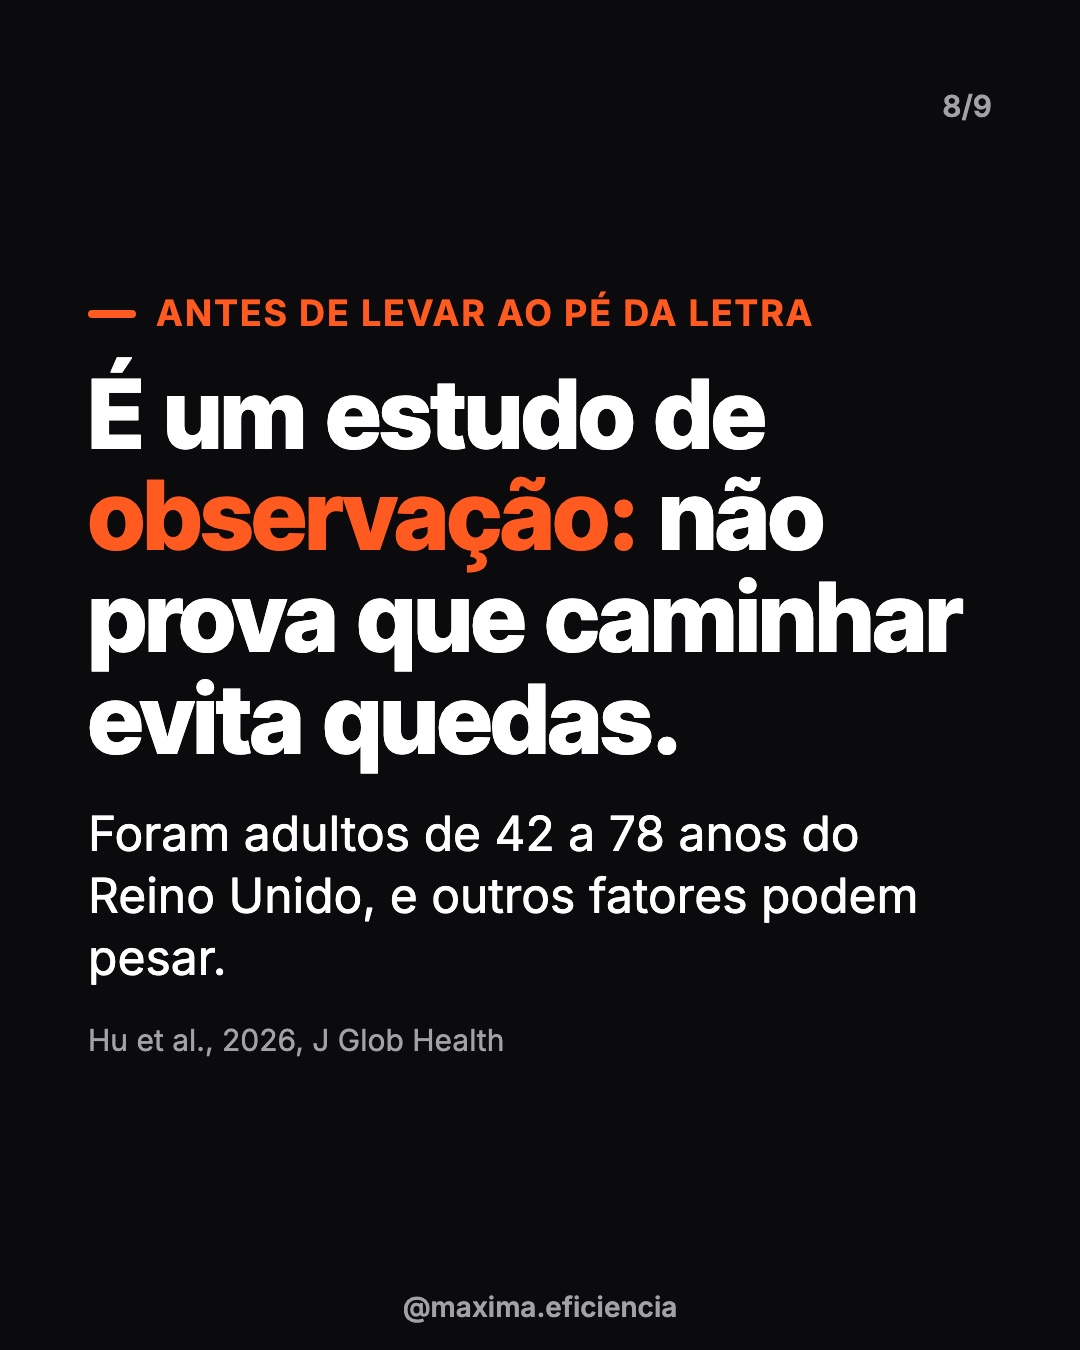 8/9
ANTES DE LEVAR AO PÉ DA LETRA
É um estudo de
observação: não
prova que caminhar
evita quedas.
Foram adultos de 42 a 78 anos do
Reino Unido, e outros fatores podem
pesar.
Hu et al., 2026, J Glob Health
@maxima.eficiencia